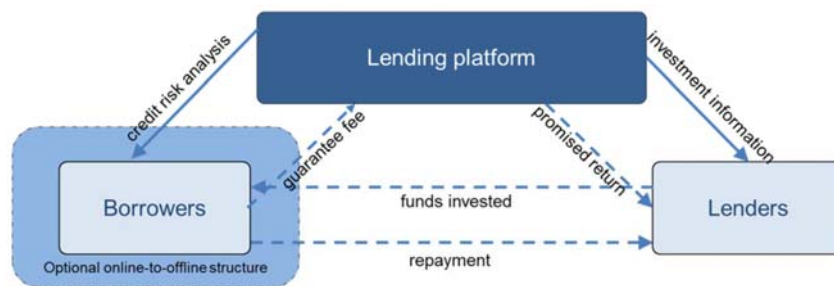 Lending platform
credit risk analysis
investment information
guarantee fee
promised return
Borrowers
funds invested
Lenders
Optional online-to-offline structure
repayment